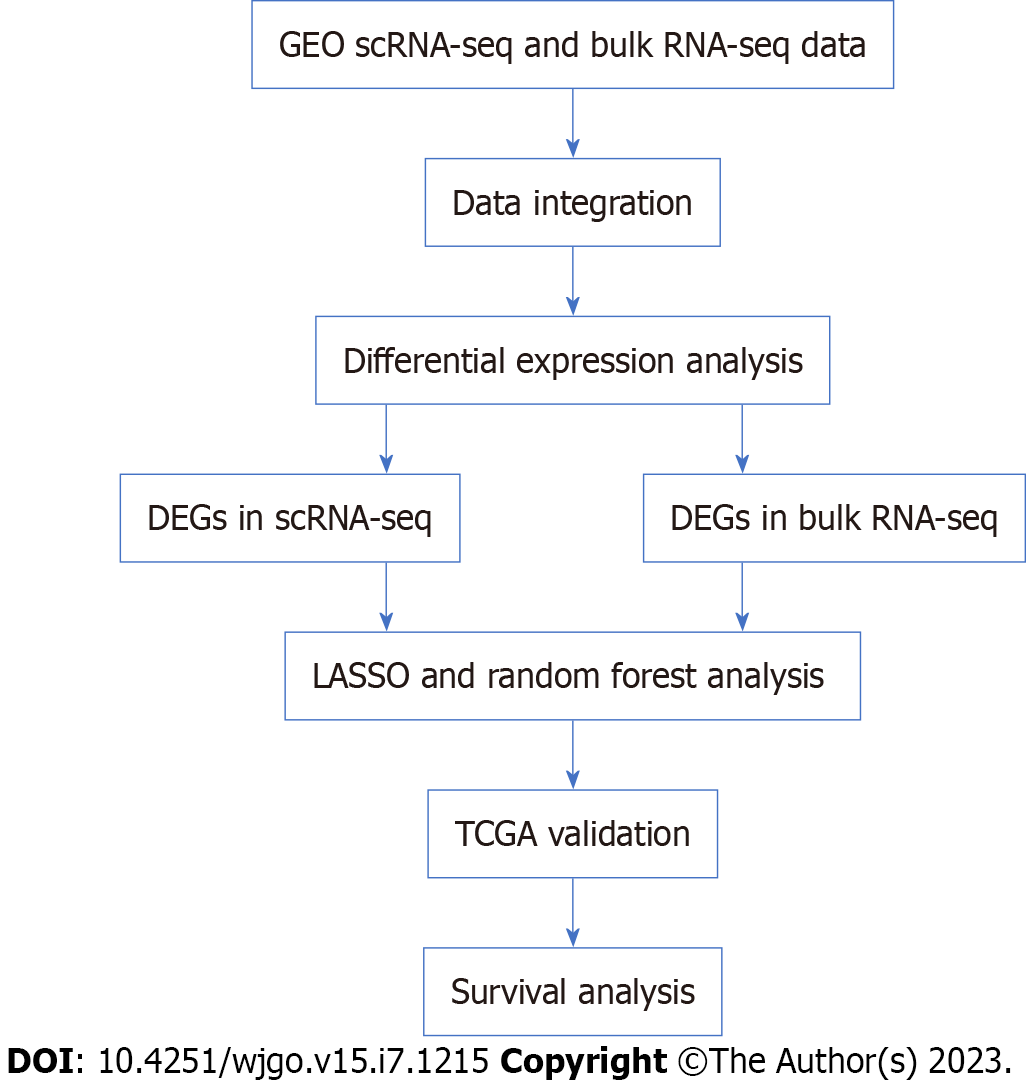 GEO scRNA-seq and bulk RNA-seq data
Data integration
Differential expression analysis
DEGs in scRNA-seq
DEGs in bulk RNA-seq
LASSO and random forest analysis
TCGA validation
Survival analysis
DOI: 10.4251/wjgo.v15.i7.1215 Copyright ©The Author(s) 2023.